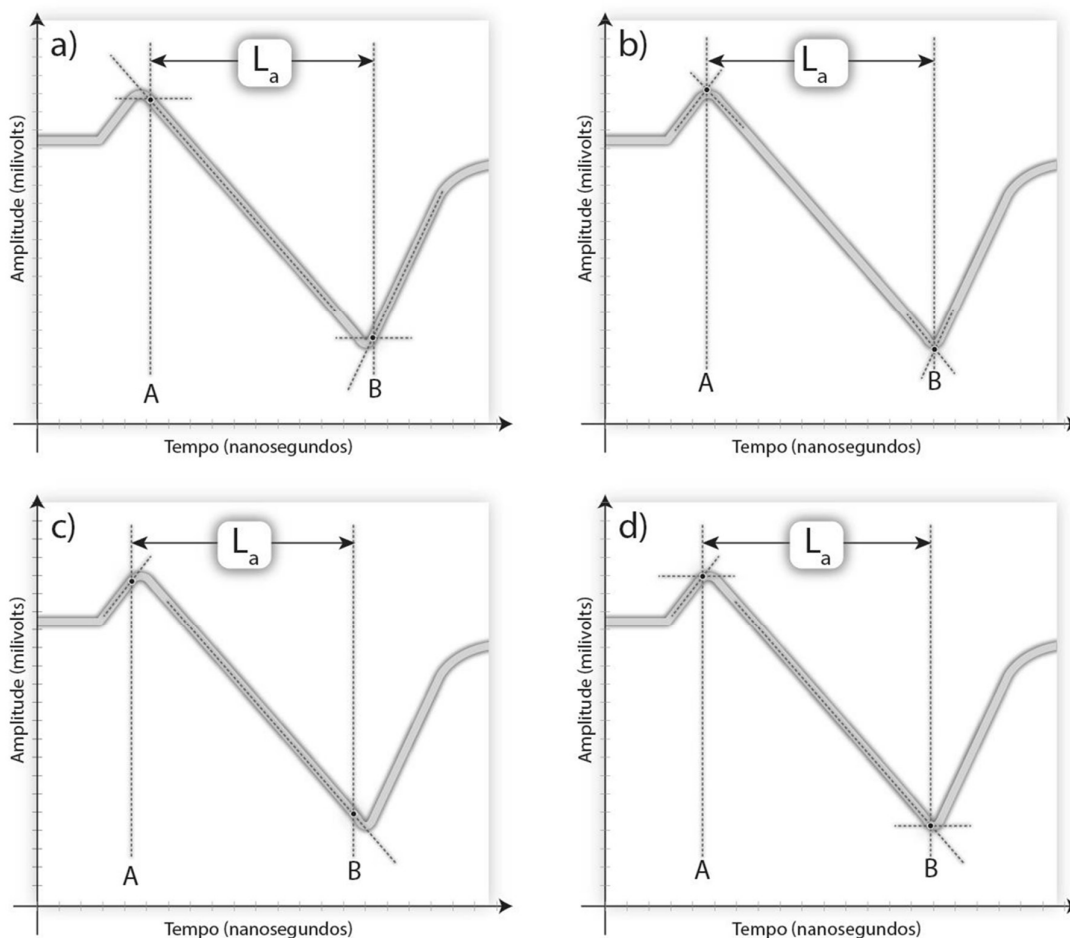 a)
Lₐ
Amplitude (milivolts)
A
B
Tempo (nanosegundos)
b)
Lₐ
Amplitude (milivolts)
A
B
Tempo (nanosegundos)
c)
Lₐ
Amplitude (milivolts)
A
B
Tempo (nanosegundos)
d)
Lₐ
Amplitude (milivolts)
A
B
Tempo (nanosegundos)